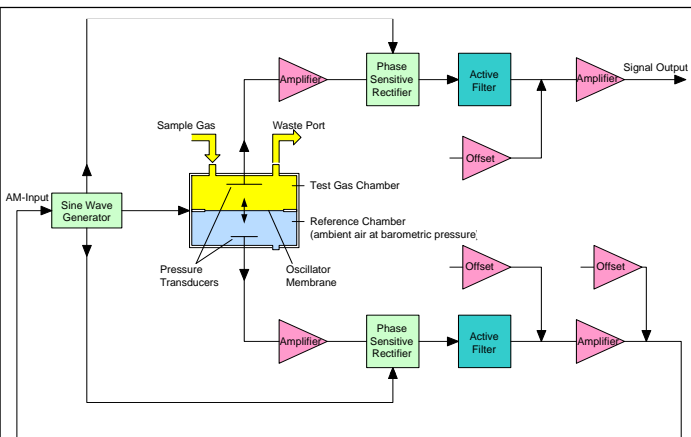 Signal Output
Amplifier
Phase
Sensitive
Rectifier
Active
Filter
Amplifier
Sample Gas
Waste Port
Offset
Test Gas Chamber
AM-Input
Sine Wave
Generator
Reference Chamber
(ambient air at barometric pressure)
Pressure
Transducers
Oscillator
Membrane
Offset
Offset
Amplifier
Phase
Sensitive
Rectifier
Active
Filter
Amplifier